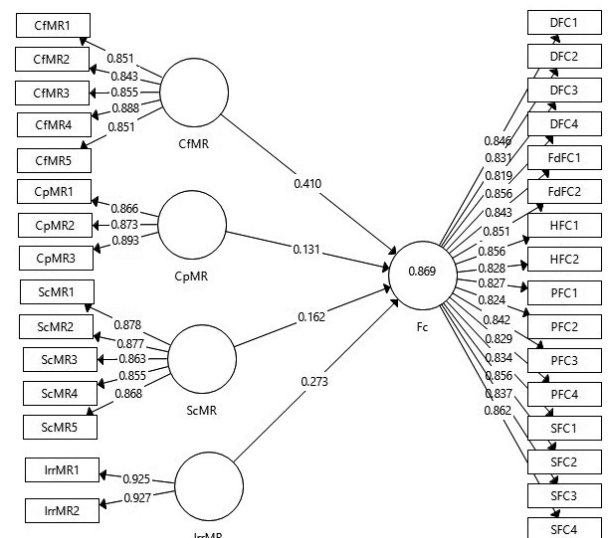 CfMR1
CfMR2
CfMR3
CfMR4
CfMR5
0.851
0.843
0.855
0.888
0.851
CfMR
CpMR1
CpMR2
CpMR3
0.866
0.873
0.893
CpMR
ScMR1
ScMR2
ScMR3
ScMR4
ScMR5
0.878
0.877
0.863
0.855
0.868
ScMR
IrrMR1
IrrMR2
0.925
0.927
IrrMR
0.410
0.131
0.162
0.273
0.869
Fc
0.846
0.831
0.819
0.856
0.843
0.851
0.856
0.828
0.827
0.824
0.842
0.829
0.834
0.856
0.837
0.862
DFC1
DFC2
DFC3
DFC4
FdFC1
FdFC2
HFC1
HFC2
PFC1
PFC2
PFC3
PFC4
SFC1
SFC2
SFC3
SFC4